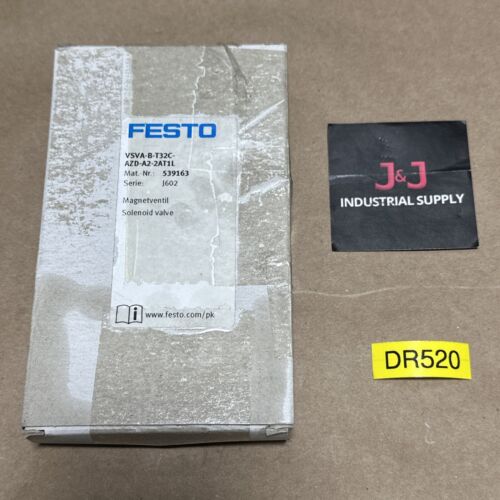 FESTO
VSVA-B-T32C-
AZD-A2-2AT1L
Mat.-Nr.: 539163
Serie: J602
Magnetventil
Solenoid valve
i www.festo.com/pk
J&J
INDUSTRIAL SUPPLY
DR520